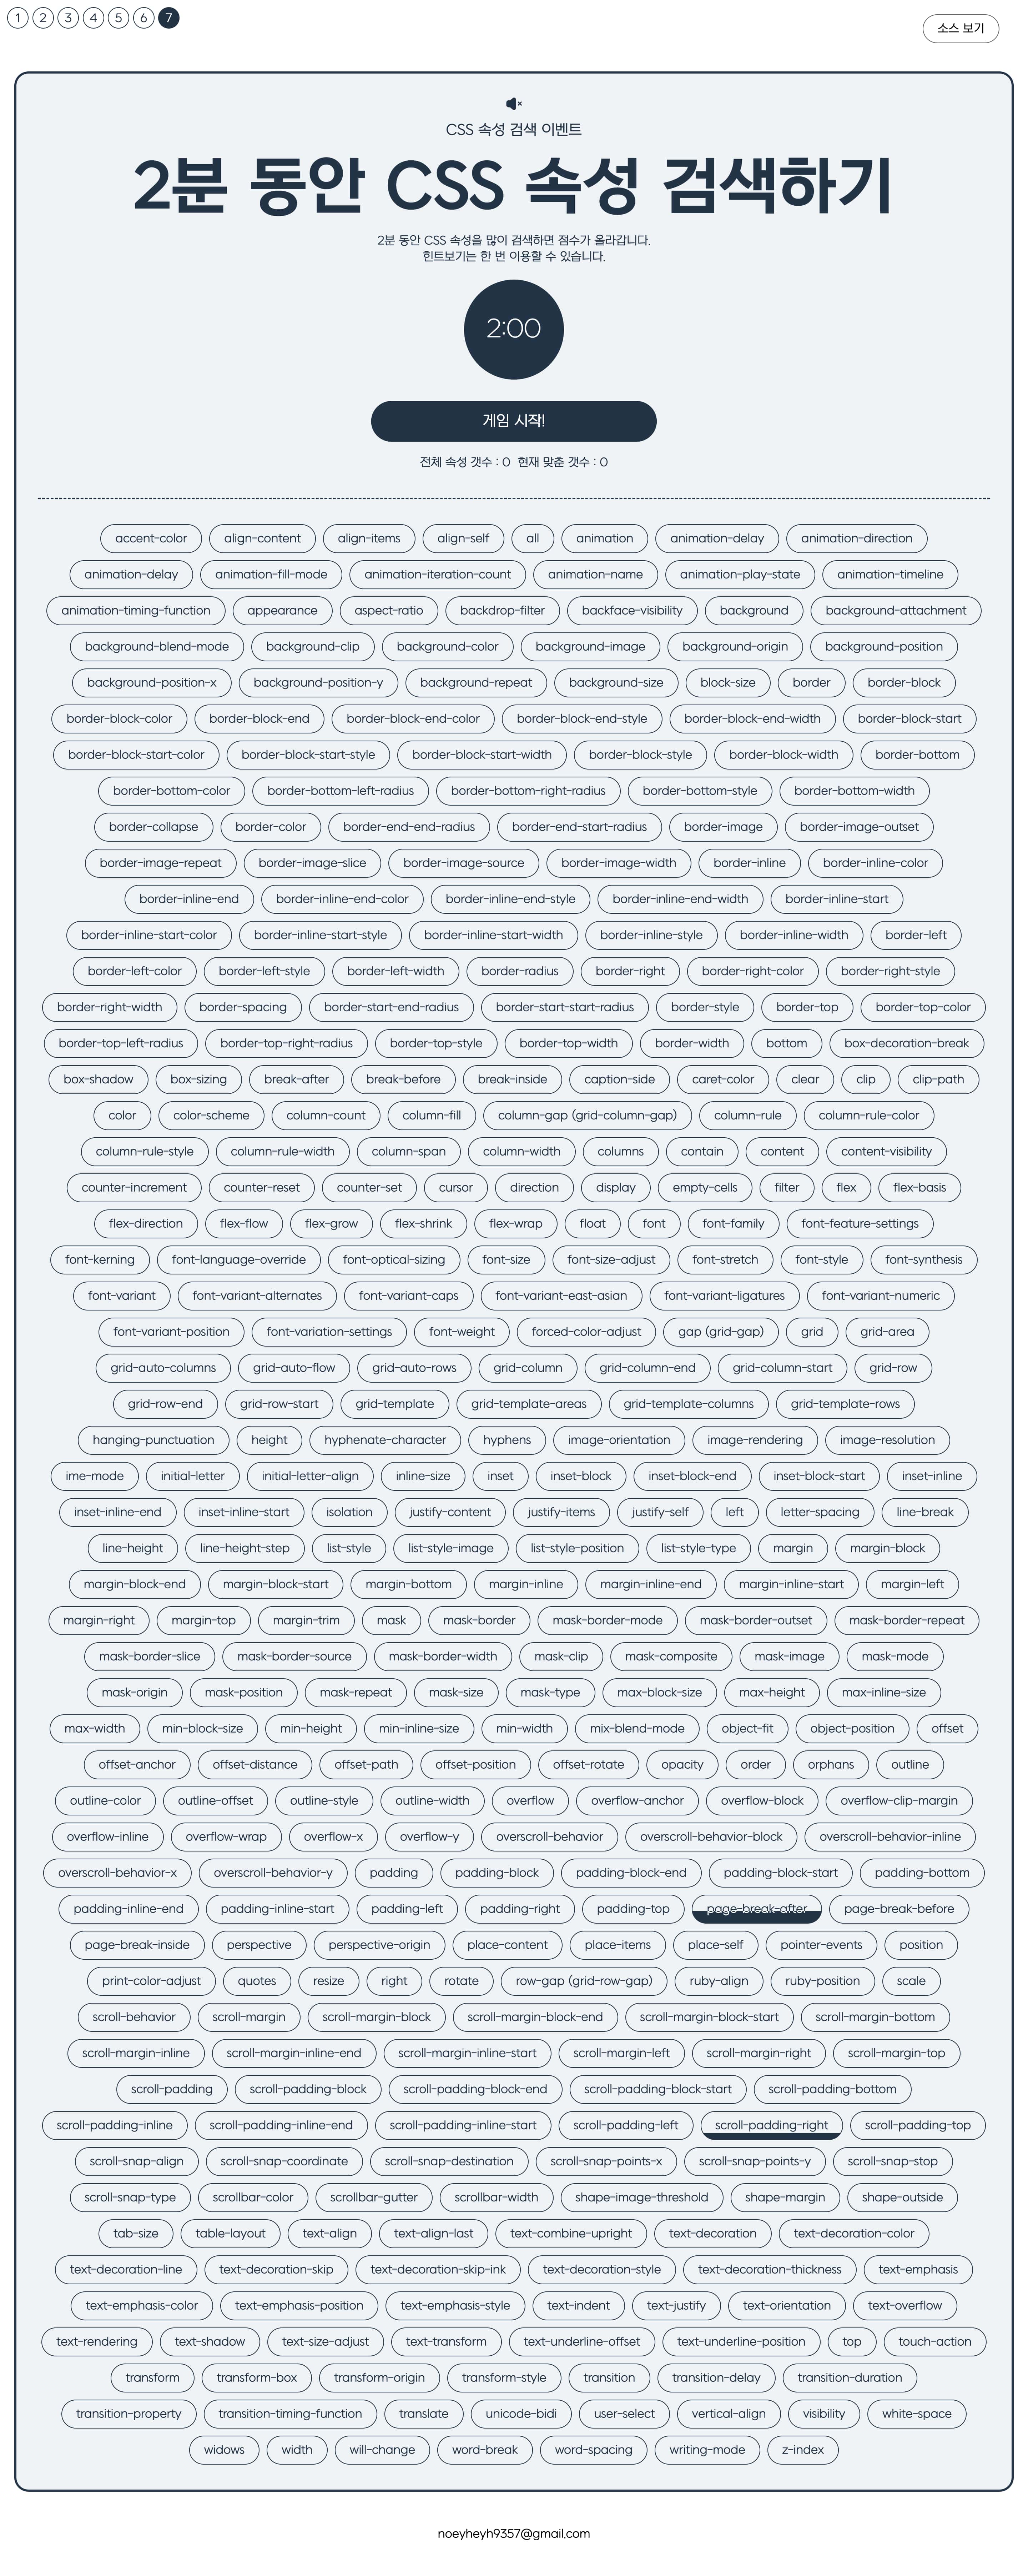 1 2 3 4 5 6 7
소스 보기
CSS 속성 검색 이벤트
2분 동안 CSS 속성 검색하기
2분 동안 CSS 속성을 많이 검색하면 점수가 올라갑니다.
힌트보기는 한 번 이용할 수 있습니다.
2:00
게임 시작!
전체 속성 갯수 : 0 현재 맞춘 갯수 : 0
accent-color align-content align-items align-self all animation animation-delay animation-direction
animation-delay animation-fill-mode animation-iteration-count animation-name animation-play-state animation-timeline
animation-timing-function appearance aspect-ratio backdrop-filter backface-visibility background background-attachment
background-blend-mode background-clip background-color background-image background-origin background-position
background-position-x background-position-y background-repeat background-size block-size border border-block
border-block-color border-block-end border-block-end-color border-block-end-style border-block-end-width border-block-start
border-block-start-color border-block-start-style border-block-start-width border-block-style border-block-width border-bottom
border-bottom-color border-bottom-left-radius border-bottom-right-radius border-bottom-style border-bottom-width
border-collapse border-color border-end-end-radius border-end-start-radius border-image border-image-outset
border-image-repeat border-image-slice border-image-source border-image-width border-inline border-inline-color
border-inline-end border-inline-end-color border-inline-end-style border-inline-end-width border-inline-start
border-inline-start-color border-inline-start-style border-inline-start-width border-inline-style border-inline-width border-left
border-left-color border-left-style border-left-width border-radius border-right border-right-color border-right-style
border-right-width border-spacing border-start-end-radius border-start-start-radius border-style border-top border-top-color
border-top-left-radius border-top-right-radius border-top-style border-top-width border-width bottom box-decoration-break
box-shadow box-sizing break-after break-before break-inside caption-side caret-color clear clip clip-path
color color-scheme column-count column-fill column-gap (grid-column-gap) column-rule column-rule-color
column-rule-style column-rule-width column-span column-width columns contain content content-visibility
counter-increment counter-reset counter-set cursor direction display empty-cells filter flex flex-basis
flex-direction flex-flow flex-grow flex-shrink flex-wrap float font font-family font-feature-settings
font-kerning font-language-override font-optical-sizing font-size font-size-adjust font-stretch font-style font-synthesis
font-variant font-variant-alternates font-variant-caps font-variant-east-asian font-variant-ligatures font-variant-numeric
font-variant-position font-variation-settings font-weight forced-color-adjust gap (grid-gap) grid grid-area
grid-auto-columns grid-auto-flow grid-auto-rows grid-column grid-column-end grid-column-start grid-row
grid-row-end grid-row-start grid-template grid-template-areas grid-template-columns grid-template-rows
hanging-punctuation height hyphenate-character hyphens image-orientation image-rendering image-resolution
ime-mode initial-letter initial-letter-align inline-size inset inset-block inset-block-end inset-block-start inset-inline
inset-inline-end inset-inline-start isolation justify-content justify-items justify-self left letter-spacing line-break
line-height line-height-step list-style list-style-image list-style-position list-style-type margin margin-block
margin-block-end margin-block-start margin-bottom margin-inline margin-inline-end margin-inline-start margin-left
margin-right margin-top margin-trim mask mask-border mask-border-mode mask-border-outset mask-border-repeat
mask-border-slice mask-border-source mask-border-width mask-clip mask-composite mask-image mask-mode
mask-origin mask-position mask-repeat mask-size mask-type max-block-size max-height max-inline-size
max-width min-block-size min-height min-inline-size min-width mix-blend-mode object-fit object-position offset
offset-anchor offset-distance offset-path offset-position offset-rotate opacity order orphans outline
outline-color outline-offset outline-style outline-width overflow overflow-anchor overflow-block overflow-clip-margin
overflow-inline overflow-wrap overflow-x overflow-y overscroll-behavior overscroll-behavior-block overscroll-behavior-inline
overscroll-behavior-x overscroll-behavior-y padding padding-block padding-block-end padding-block-start padding-bottom
padding-inline-end padding-inline-start padding-left padding-right padding-top page-break-after page-break-before
page-break-inside perspective perspective-origin place-content place-items place-self pointer-events position
print-color-adjust quotes resize right rotate row-gap (grid-row-gap) ruby-align ruby-position scale
scroll-behavior scroll-margin scroll-margin-block scroll-margin-block-end scroll-margin-block-start scroll-margin-bottom
scroll-margin-inline scroll-margin-inline-end scroll-margin-inline-start scroll-margin-left scroll-margin-right scroll-margin-top
scroll-padding scroll-padding-block scroll-padding-block-end scroll-padding-block-start scroll-padding-bottom
scroll-padding-inline scroll-padding-inline-end scroll-padding-inline-start scroll-padding-left scroll-padding-right scroll-padding-top
scroll-snap-align scroll-snap-coordinate scroll-snap-destination scroll-snap-points-x scroll-snap-points-y scroll-snap-stop
scroll-snap-type scrollbar-color scrollbar-gutter scrollbar-width shape-image-threshold shape-margin shape-outside
tab-size table-layout text-align text-align-last text-combine-upright text-decoration text-decoration-color
text-decoration-line text-decoration-skip text-decoration-skip-ink text-decoration-style text-decoration-thickness text-emphasis
text-emphasis-color text-emphasis-position text-emphasis-style text-indent text-justify text-orientation text-overflow
text-rendering text-shadow text-size-adjust text-transform text-underline-offset text-underline-position top touch-action
transform transform-box transform-origin transform-style transition transition-delay transition-duration
transition-property transition-timing-function translate unicode-bidi user-select vertical-align visibility white-space
widows width will-change word-break word-spacing writing-mode z-index
noeyheyh9357@gmail.com